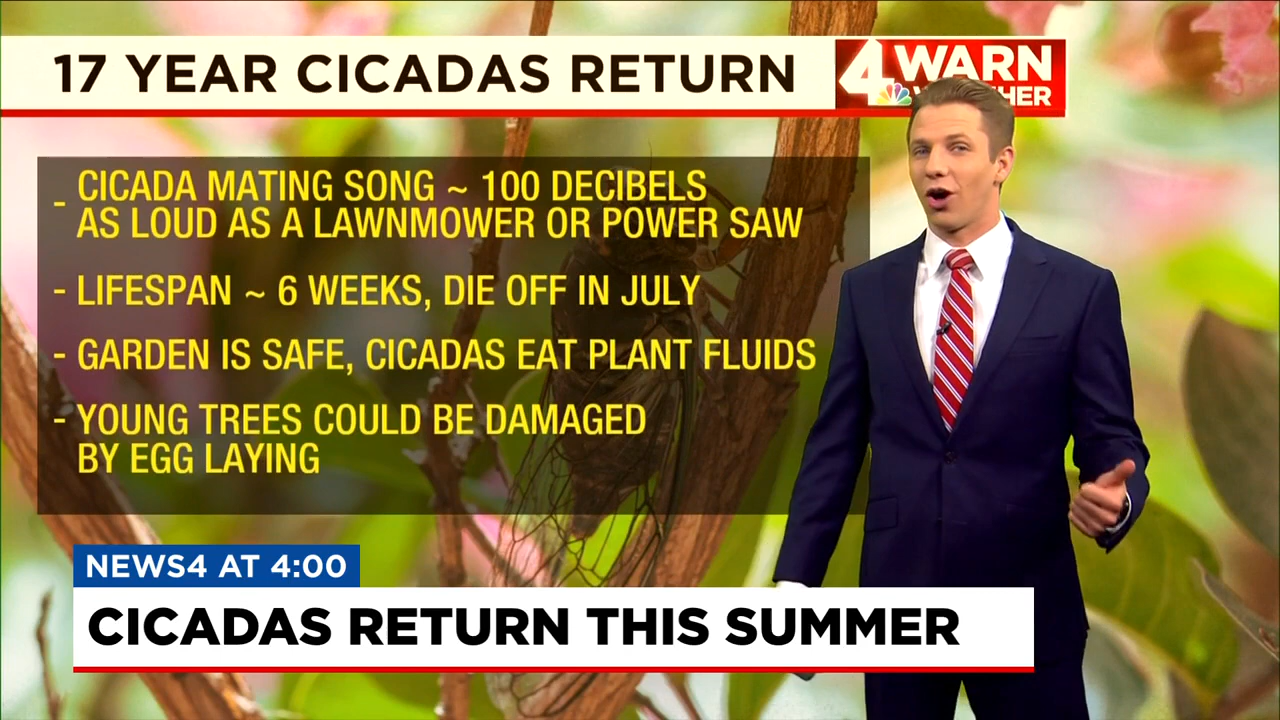 17 YEAR CICADAS RETURN
4 WARN
- CICADA MATING SONG ~ 100 DECIBELS
AS LOUD AS A LAWNMOWER OR POWER SAW
- LIFESPAN ~ 6 WEEKS, DIE OFF IN JULY
- GARDEN IS SAFE, CICADAS EAT PLANT FLUIDS
- YOUNG TREES COULD BE DAMAGED
BY EGG LAYING
NEWS4 AT 4:00
CICADAS RETURN THIS SUMMER